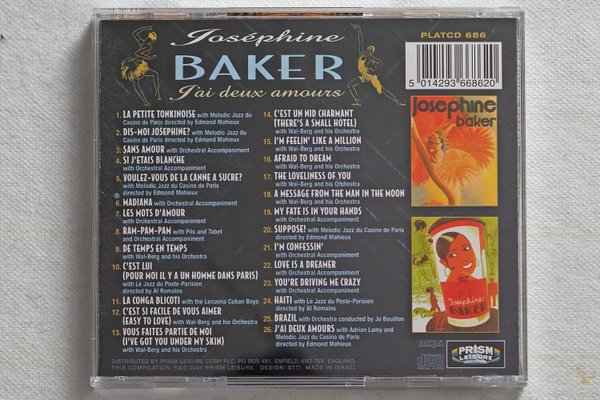 Joséphine
BAKER
J'ai deux amours
PLATCD 686
5 014293 668620
1. LA PETITE TONKINOISE with Melodic Jazz du
Casino de Paris directed by Edmond Mahieux
2. DIS-MOI JOSEPHINE? with Melodic Jazz du
Casino de Paris directed by Edmond Mahieux
3. SANS AMOUR with Orchestral Accompaniment
4. SI J'ETAIS BLANCHE
with Orchestral Accompaniment
5. VOULEZ-VOUS DE LA CANNE A SUCRE?
with Melodic Jazz du Casino de Paris
directed by Edmond Mahieux
6. MADIANA with Orchestral Accompaniment
7. LES MOTS D'AMOUR
with Orchestral Accompaniment
8. RAM-PAM-PAM with Pils and Tabet
and Orchestral Accompaniment
9. DE TEMPS EN TEMPS
with Orchestral Accompaniment
10. C'EST LUI
(POUR MOI IL Y A UN HOMME DANS PARIS)
with Le Jazz du Poste-Parisien
directed by Al Romains
11. LA CONGA BLICOTI with the Lecuona Cuban Boys
12. C'EST SI FACILE DE VOUS AIMER
(EASY TO LOVE) with Wal-Berg and his Orchestra
13. VOUS FAITES PARTIE DE MOI
(I'VE GOT YOU UNDER MY SKIN)
with Wal-Berg and his Orchestra
14. C'EST UN NID CHARMANT
(THERE'S A SMALL HOTEL)
with Wal-Berg and his Orchestra
15. I'M FEELIN' LIKE A MILLION
with Wal-Berg and his Orchestra
16. AFRAID TO DREAM
with Wal-Berg and his Orchestra
17. THE LOVELINESS OF YOU
with Wal-Berg and his Orchestra
18. A MESSAGE FROM THE MAN IN THE MOON
with Wal-Berg and his Orchestra
19. MY FATE IS IN YOUR HANDS
with Orchestral Accompaniment
20. SUPPOSE! with Melodic Jazz du Casino de Paris
directed by Edmond Mahieux
21. I'M CONFESSIN'
with Orchestral Accompaniment
22. LOVE IS A DREAMER
with Orchestral Accompaniment
23. YOU'RE DRIVING ME CRAZY
with Orchestral Accompaniment
24. HAITI with Le Jazz du Poste-Parisien
directed by Al Romains
25. BRAZIL with Orchestra conducted by Jo Bouillon
26. J'AI DEUX AMOURS with Adrian Lamy and
Melodic Jazz du Casino de Paris directed by
Edmond Mahieux
josephine
baker
Joséphine
BAKER
mcps
COMPACT
disc
DIGITAL AUDIO
PRISM
LEISURE
DISTRIBUTED BY PRISM LEISURE CORP. PLC. PO BOX 491, ENFIELD, EN3 7SX, ENGLAND.
THIS COMPILATION P&© 2001 PRISM LEISURE. DESIGN: STT! MADE IN ISRAEL